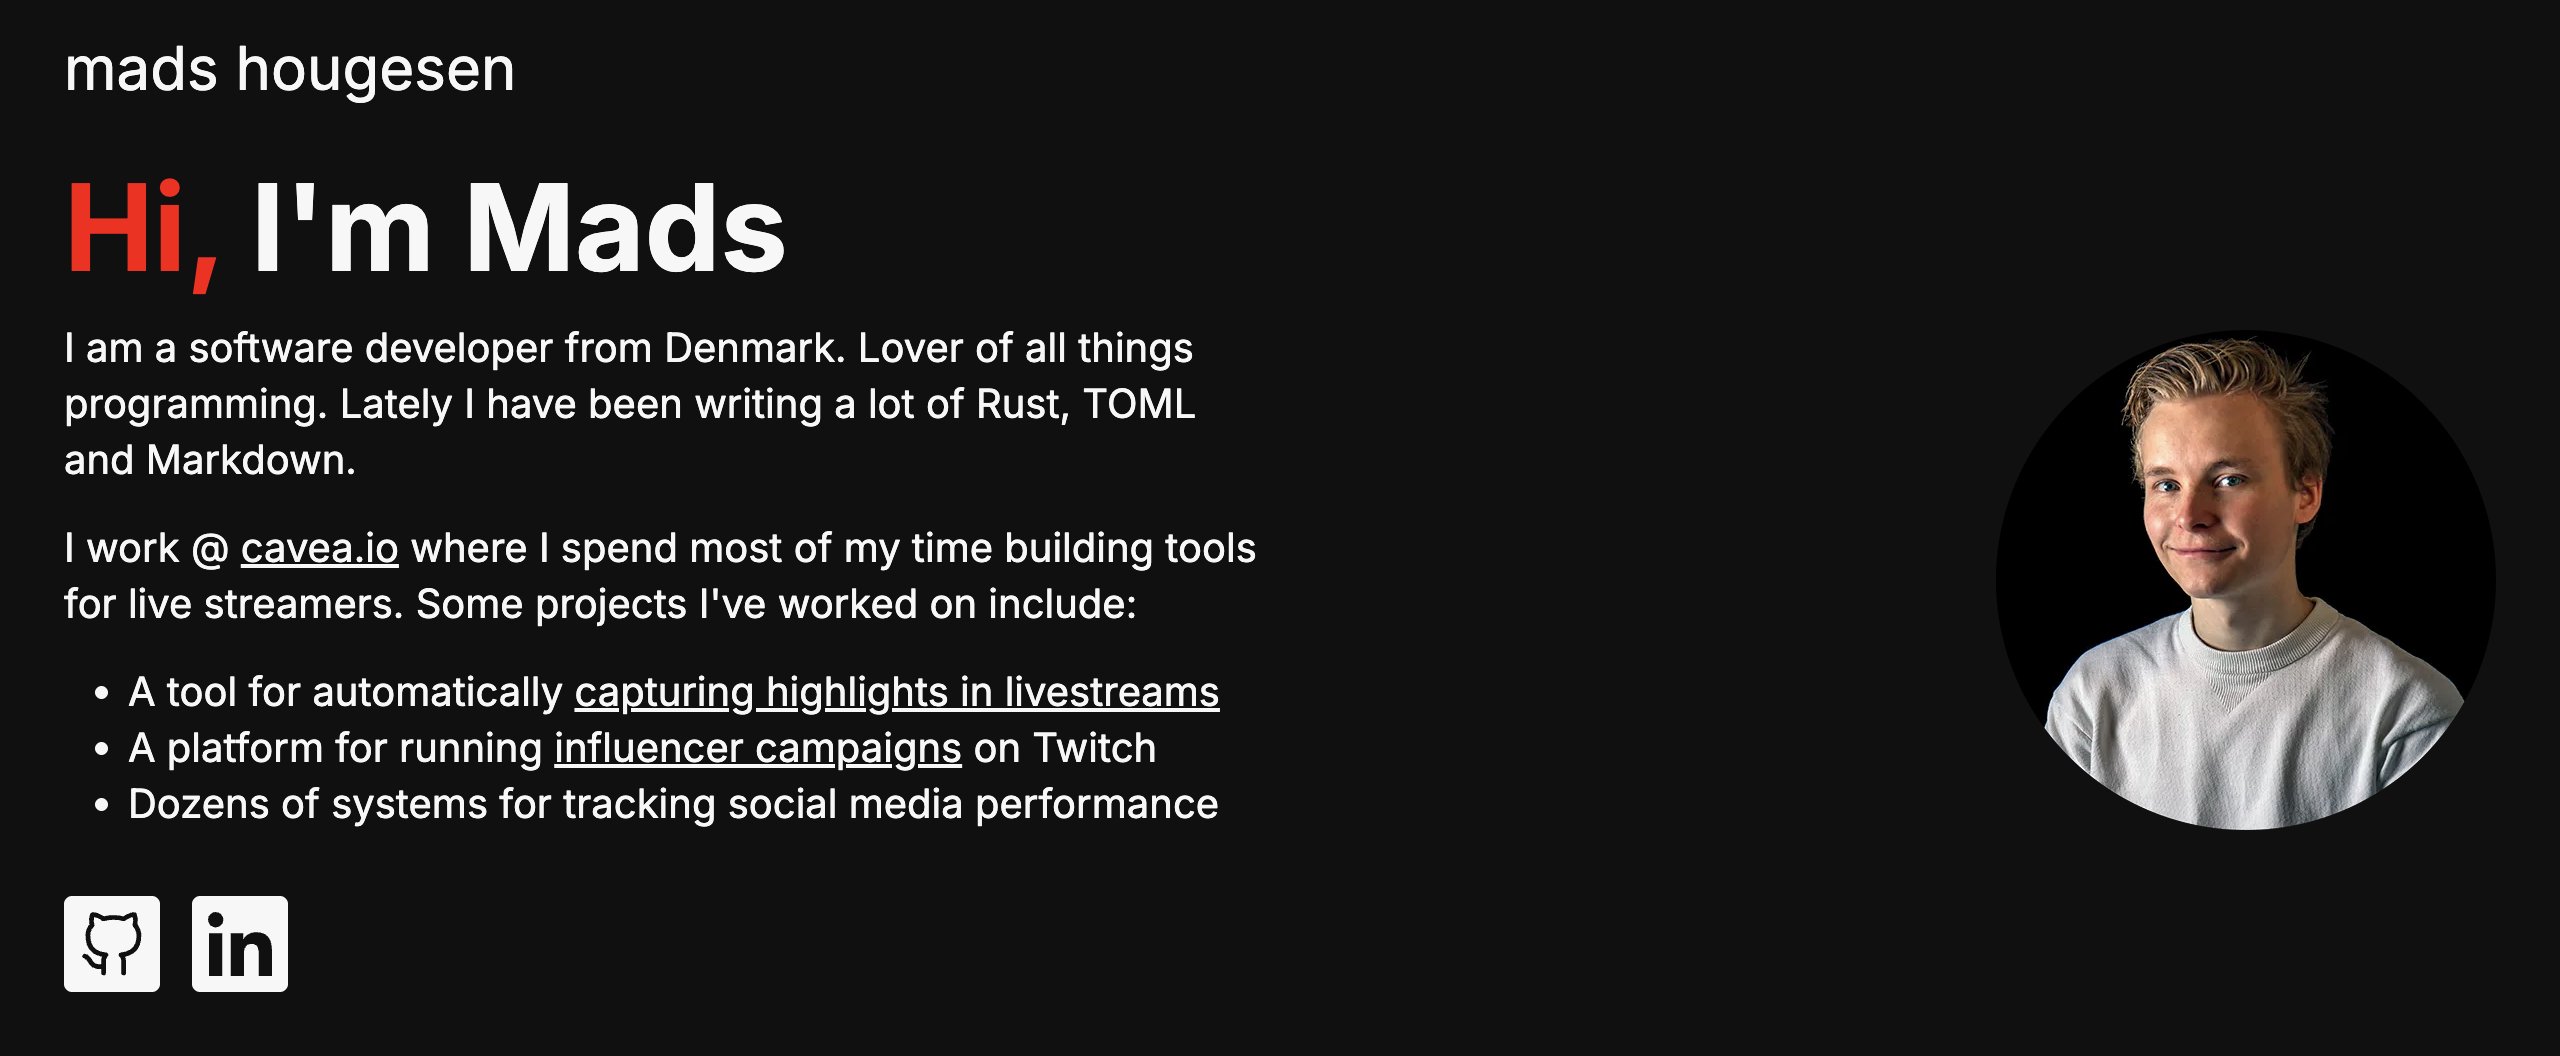 mads hougesen
Hi, I'm Mads
I am a software developer from Denmark. Lover of all things
programming. Lately I have been writing a lot of Rust, TOML
and Markdown.
I work @ cavea.io where I spend most of my time building tools
for live streamers. Some projects I've worked on include:
• A tool for automatically capturing highlights in livestreams
• A platform for running influencer campaigns on Twitch
• Dozens of systems for tracking social media performance
in